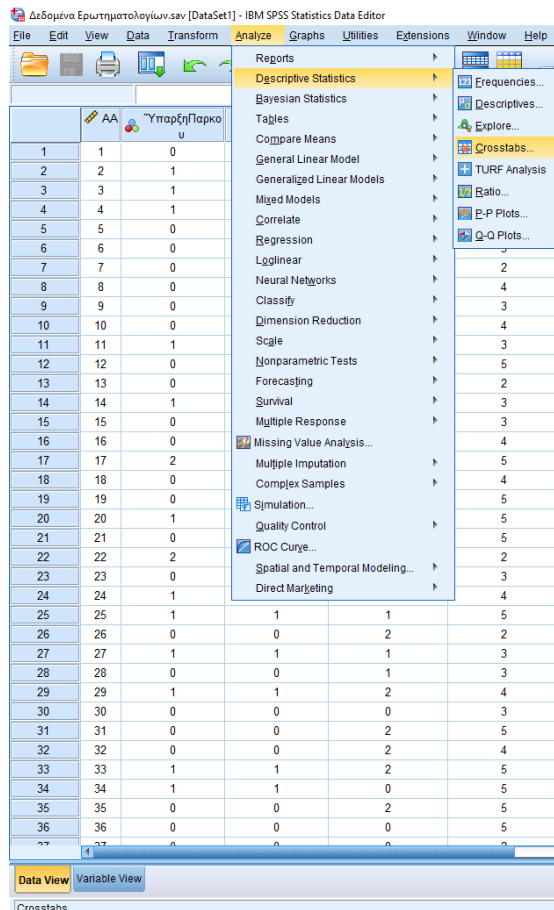 Δεδομένα Ερωτηματολογίων.sav [DataSet1] - IBM SPSS Statistics Data Editor
File Edit View Data Transform Analyze Graphs Utilities Extensions Window Help
Reports
Descriptive Statistics
Bayesian Statistics
Tables
Compare Means
General Linear Model
Generalized Linear Models
Mixed Models
Correlate
Regression
Loglinear
Neural Networks
Classify
Dimension Reduction
Scale
Nonparametric Tests
Forecasting
Survival
Multiple Response
Missing Value Analysis...
Multiple Imputation
Complex Samples
Simulation...
Quality Control
ROC Curve...
Spatial and Temporal Modeling...
Direct Marketing
Frequencies...
Descriptives...
Explore...
Crosstabs...
TURF Analysis
Ratio...
P-P Plots...
Q-Q Plots...
AA ΎπαρξηΠαρκο
υ
1 1 0
2 2 1
3 3 1
4 4 1
5 5 0
6 6 0
7 7 0 2
8 8 0 4
9 9 0 3
10 10 0 4
11 11 1 3
12 12 0 5
13 13 0 2
14 14 1 3
15 15 0 3
16 16 0 4
17 17 2 5
18 18 0 4
19 19 0 5
20 20 1 5
21 21 0 5
22 22 2 2
23 23 0 3
24 24 1 4
25 25 1 1 1 5
26 26 0 0 2 2
27 27 1 1 1 3
28 28 0 0 1 3
29 29 1 1 2 4
30 30 0 0 0 3
31 31 0 0 2 5
32 32 0 0 2 4
33 33 1 1 2 5
34 34 1 1 0 5
35 35 0 0 2 5
36 36 0 0 0 5
Data View Variable View
Crosstabs